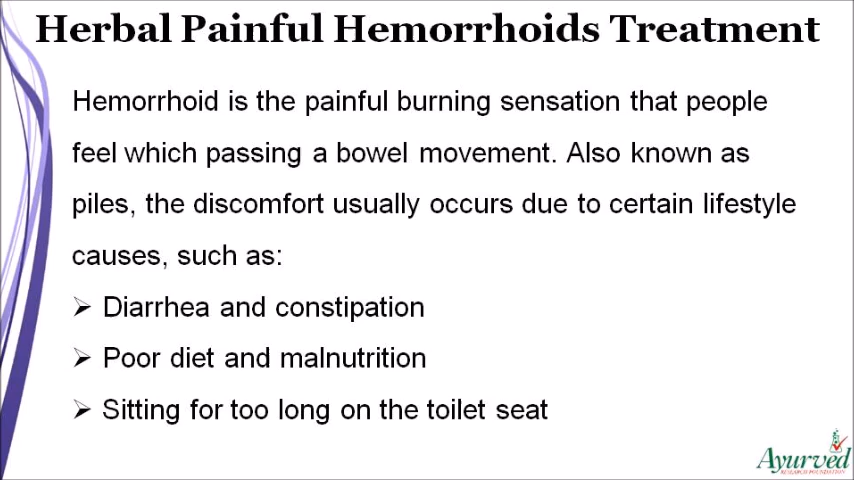 Herbal Painful Hemorrhoids Treatment
Hemorrhoid is the painful burning sensation that people
feel which passing a bowel movement. Also known as
piles, the discomfort usually occurs due to certain lifestyle
causes, such as:
➢ Diarrhea and constipation
➢ Poor diet and malnutrition
➢ Sitting for too long on the toilet seat
Ayurved
RESEARCH FOUNDATION